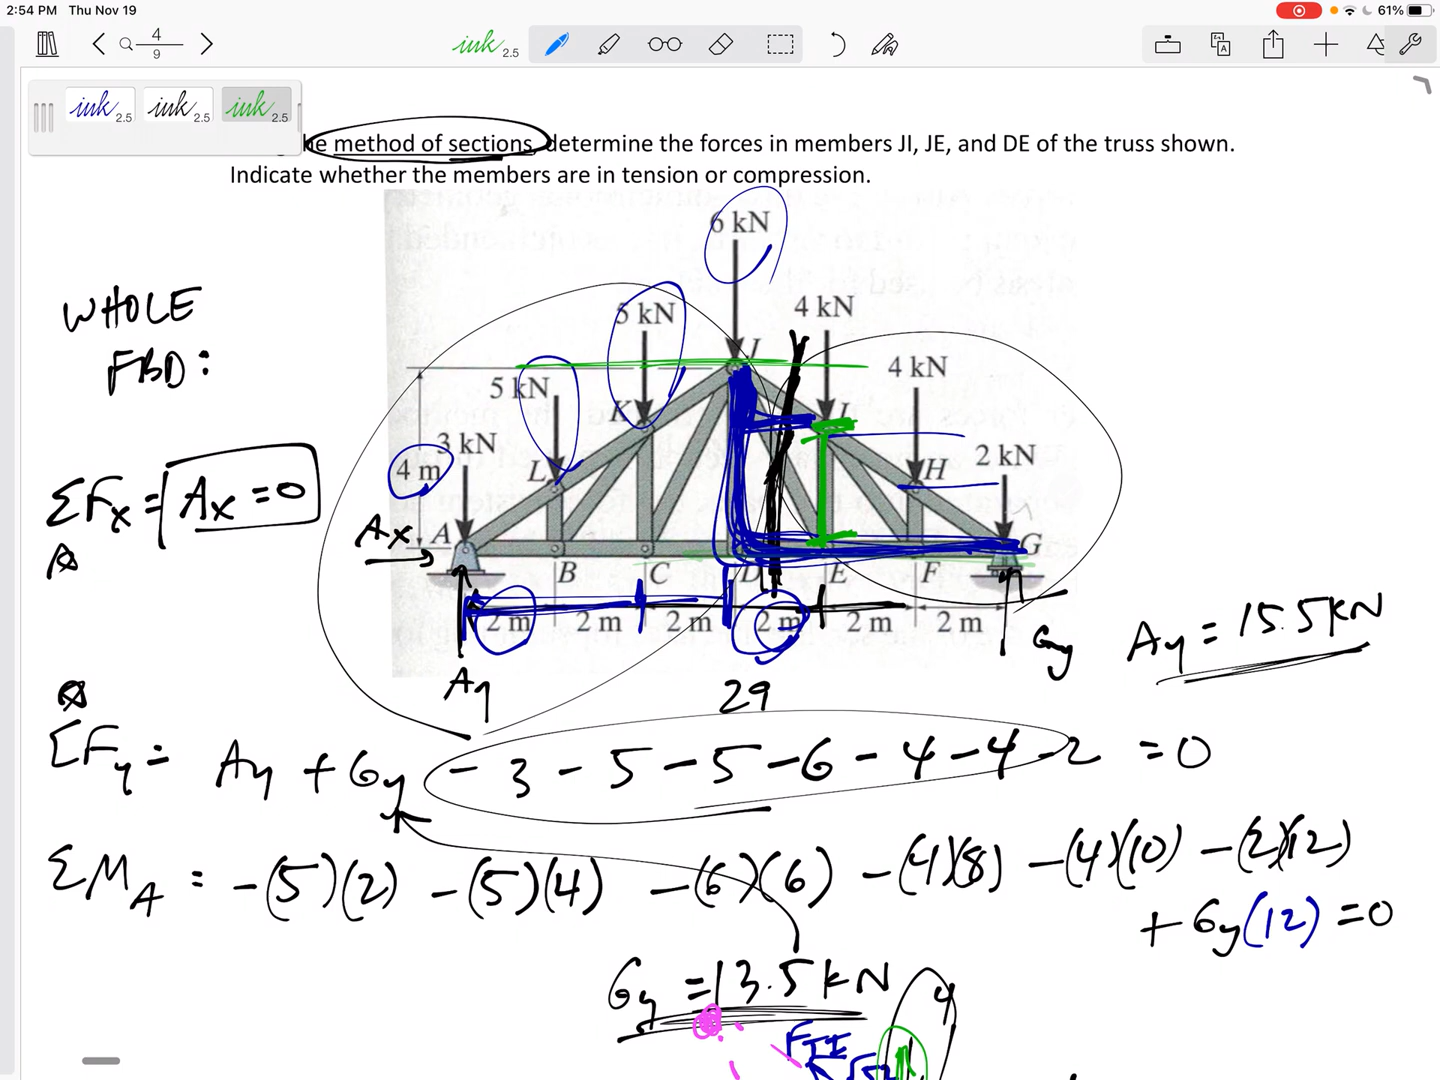 2:54 PM Thu Nov 19
61%
4
9
ink 2.5
ink 2.5 ink 2.5 ink 2.5
he method of sections, determine the forces in members JI, JE, and DE of the truss shown.
Indicate whether the members are in tension or compression.
6 kN
WHOLE
FBD:
5 kN
4 kN
J
4 kN
5 kN
K
I
3 kN
4 m
L
H
2 kN
ΣFx = Ax = 0
Ax
A
G
B
C
D
E
F
2 m
2 m
2 m
2 m
2 m
2 m
Gy
Ay = 15.5 kN
Ay
29
ΣFy = Ay + Gy - 3 - 5 - 5 - 6 - 4 - 4 - 2 = 0
ΣMA = -(5)(2) -(5)(4) -(6)(6) -(4)(8) -(4)(10) -(2)(12)
+ Gy(12) = 0
Gy = 13.5 kN
4